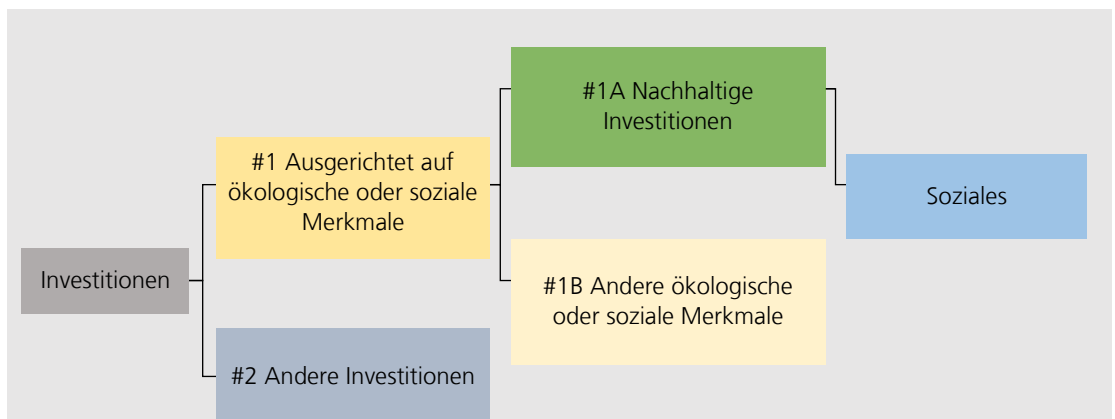 Investitionen
#1 Ausgerichtet auf
ökologische oder soziale
Merkmale
#2 Andere Investitionen
#1A Nachhaltige
Investitionen
#1B Andere ökologische
oder soziale Merkmale
Soziales